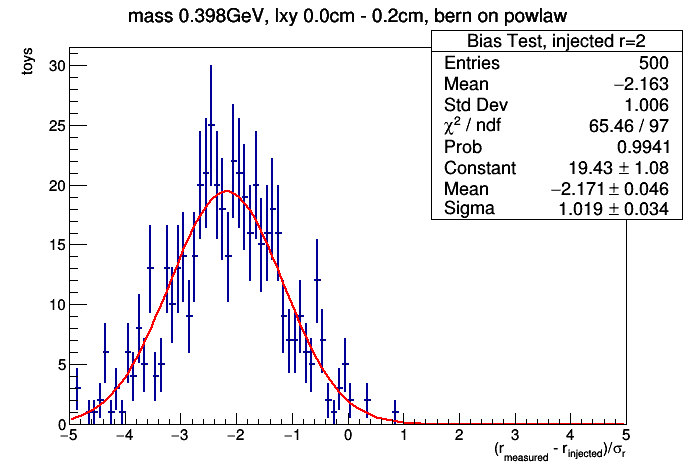 mass 0.398GeV, lxy 0.0cm - 0.2cm, bern on powlaw
toys
Bias Test, injected r=2
Entries 500
Mean −2.163
Std Dev 1.006
χ² / ndf 65.46 / 97
Prob 0.9941
Constant 19.43 ± 1.08
Mean −2.171 ± 0.046
Sigma 1.019 ± 0.034
30
25
20
15
10
5
0
−5 −4 −3 −2 −1 0 1 2 3 4 5
(r_measured - r_injected)/σ_r